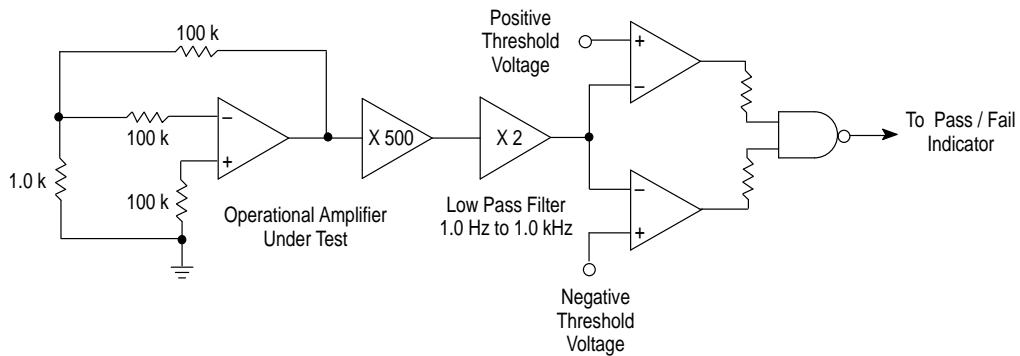 100 k
100 k
1.0 k
100 k
−
+
Operational Amplifier
Under Test
X 500
X 2
Low Pass Filter
1.0 Hz to 1.0 kHz
Positive
Threshold
Voltage
+
−
−
+
Negative
Threshold
Voltage
To Pass / Fail
Indicator